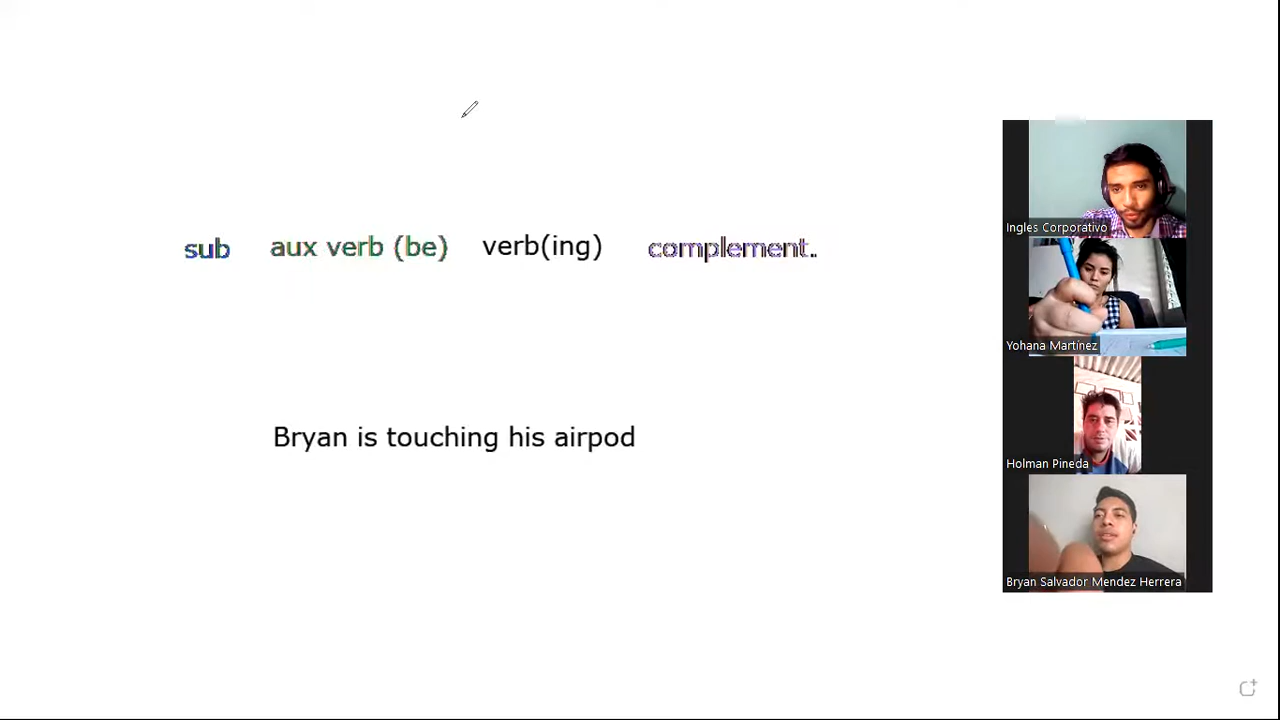 sub aux verb (be) verb(ing) complement.
Bryan is touching his airpod
Ingles Corporativo
Yohana Martínez
Holman Pineda
Bryan Salvador Mendez Herrera